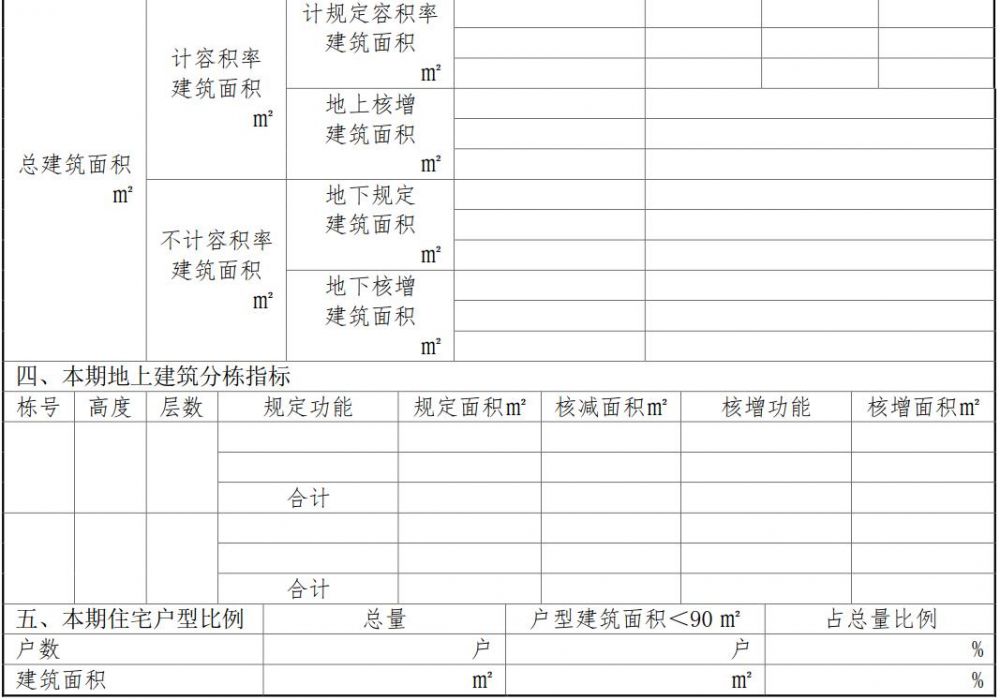 计规定容积率
建筑面积
m²
计容积率
建筑面积
m²
地上核增
建筑面积
m²
总建筑面积
m²
地下规定
建筑面积
m²
不计容积率
建筑面积
m²
地下核增
建筑面积
m²
四、本期地上建筑分栋指标
栋号 高度 层数 规定功能 规定面积m² 核减面积m² 核增功能 核增面积m²
合计
合计
五、本期住宅户型比例 总量 户型建筑面积＜90 m² 占总量比例
户数 户 户 %
建筑面积 m² m² %